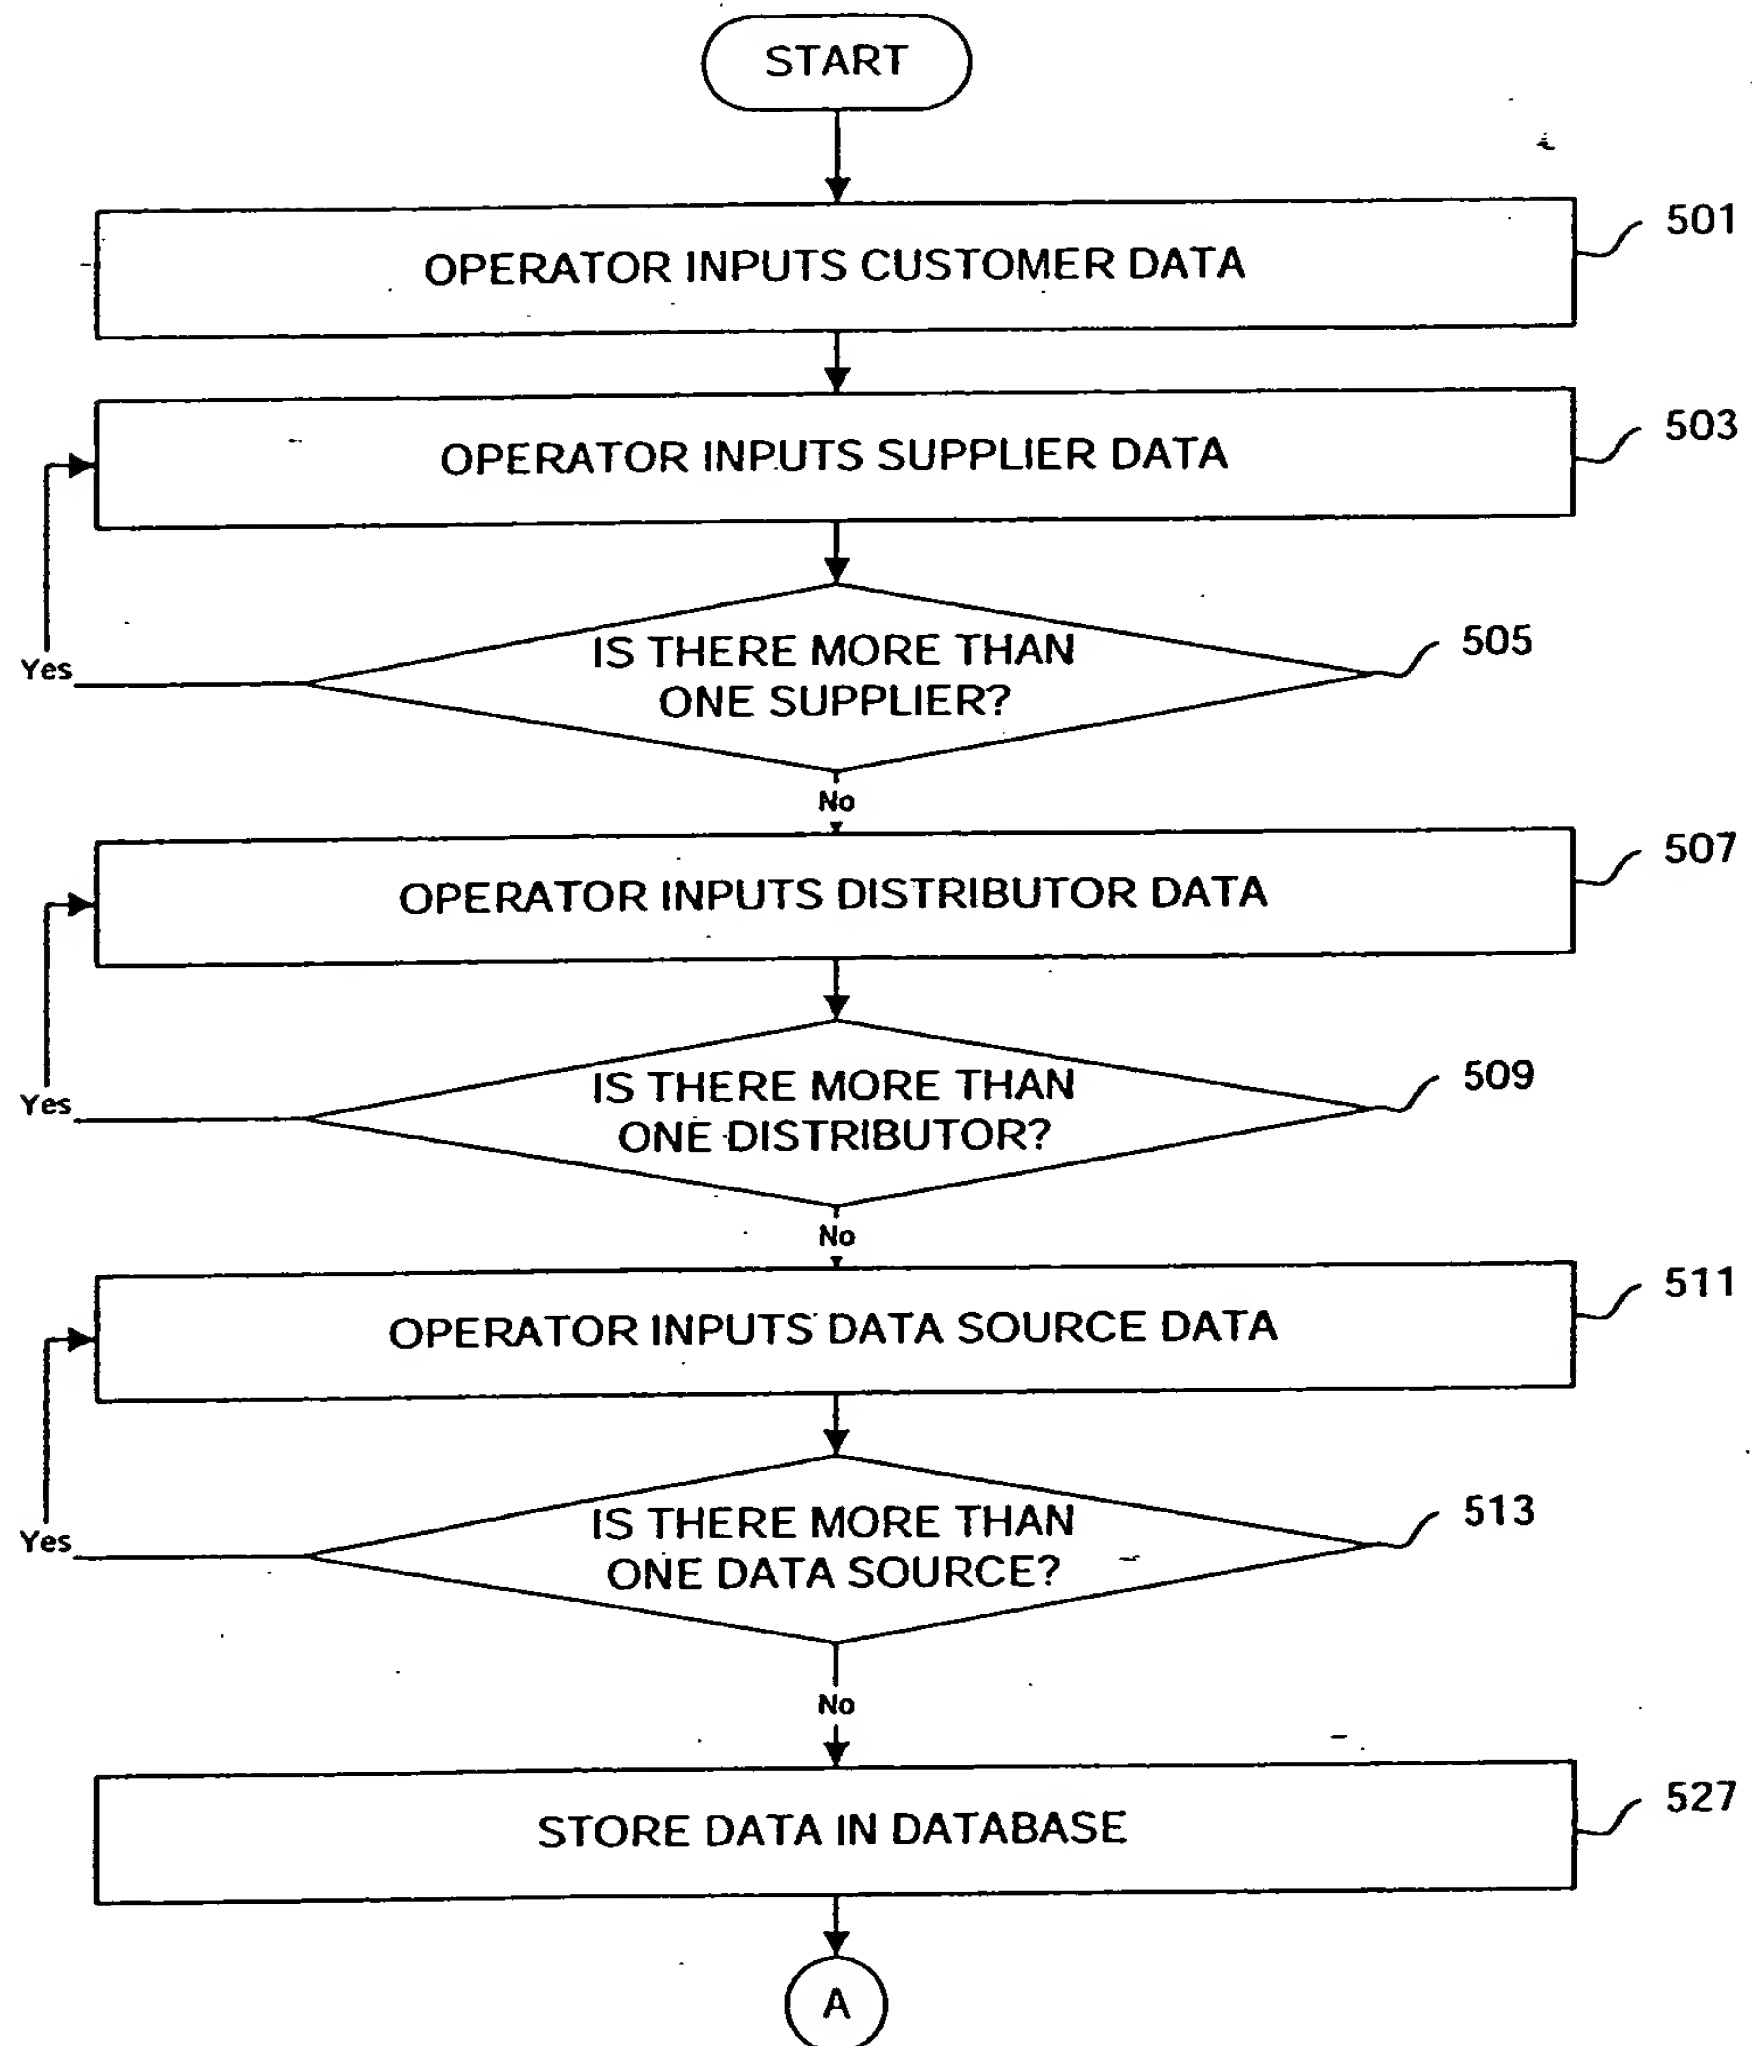 START
OPERATOR INPUTS CUSTOMER DATA
501
OPERATOR INPUTS SUPPLIER DATA
503
IS THERE MORE THAN
ONE SUPPLIER?
505
Yes
No
OPERATOR INPUTS DISTRIBUTOR DATA
507
IS THERE MORE THAN
ONE DISTRIBUTOR?
509
Yes
No
OPERATOR INPUTS DATA SOURCE DATA
511
IS THERE MORE THAN
ONE DATA SOURCE?
513
Yes
No
STORE DATA IN DATABASE
527
A